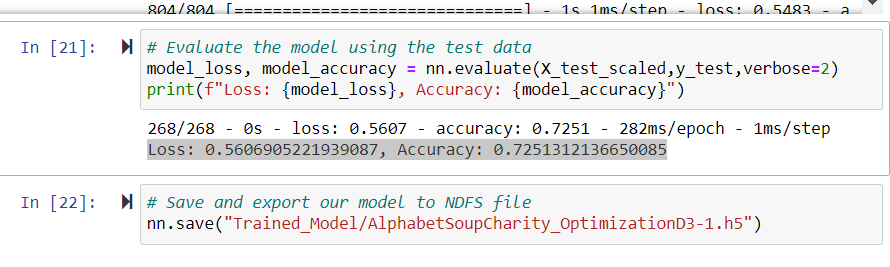 804/804 [==============================] - 1s 1ms/step - loss: 0.5483 - a
In [21]:
# Evaluate the model using the test data
model_loss, model_accuracy = nn.evaluate(X_test_scaled,y_test,verbose=2)
print(f"Loss: {model_loss}, Accuracy: {model_accuracy}")
268/268 - 0s - loss: 0.5607 - accuracy: 0.7251 - 282ms/epoch - 1ms/step
Loss: 0.5606905221939087, Accuracy: 0.7251312136650085
In [22]:
# Save and export our model to NDFS file
nn.save("Trained_Model/AlphabetSoupCharity_OptimizationD3-1.h5")